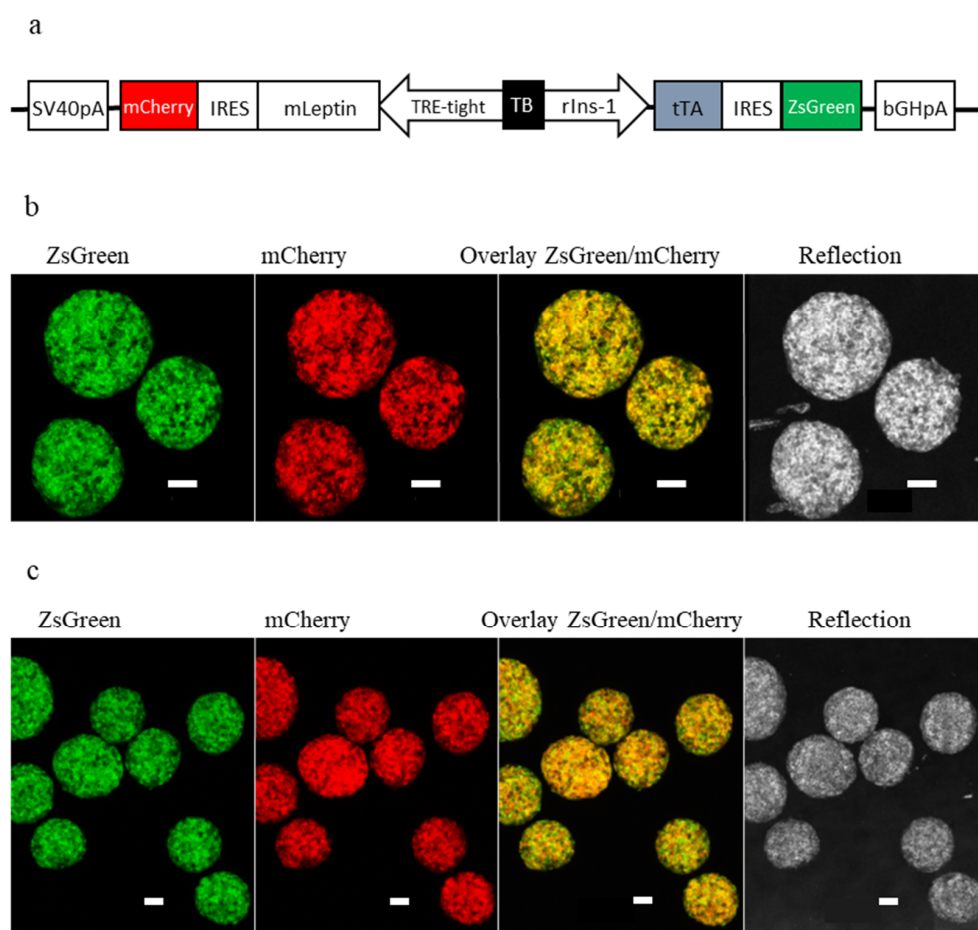 a
SV40pA mCherry IRES mLeptin TRE-tight TB rIns-1 tTA IRES ZsGreen bGHpA
b
ZsGreen mCherry Overlay ZsGreen/mCherry Reflection
c
ZsGreen mCherry Overlay ZsGreen/mCherry Reflection